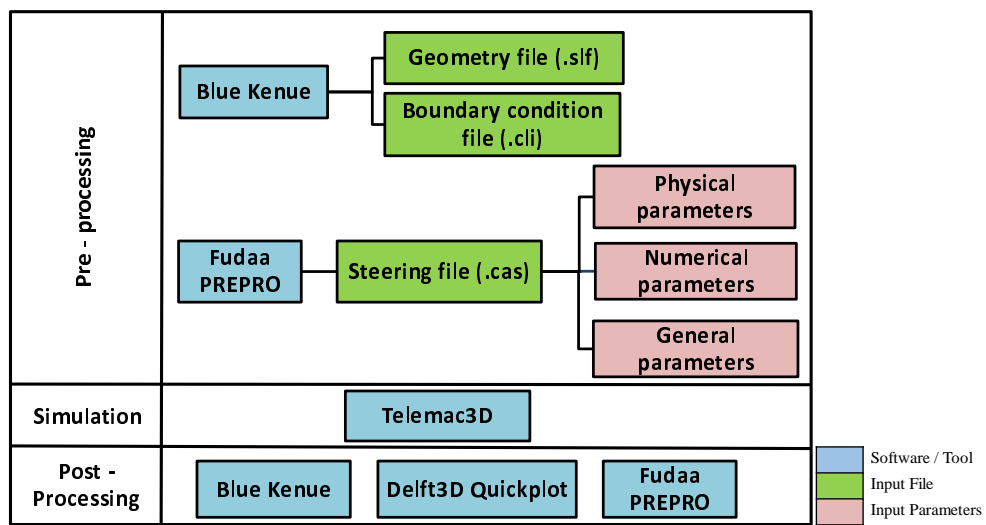 Pre - processing
Blue Kenue
Geometry file (.slf)
Boundary condition
file (.cli)
Fudaa
PREPRO
Steering file (.cas)
Physical
parameters
Numerical
parameters
General
parameters
Simulation
Telemac3D
Post -
Processing
Blue Kenue
Delft3D Quickplot
Fudaa
PREPRO
Software / Tool
Input File
Input Parameters